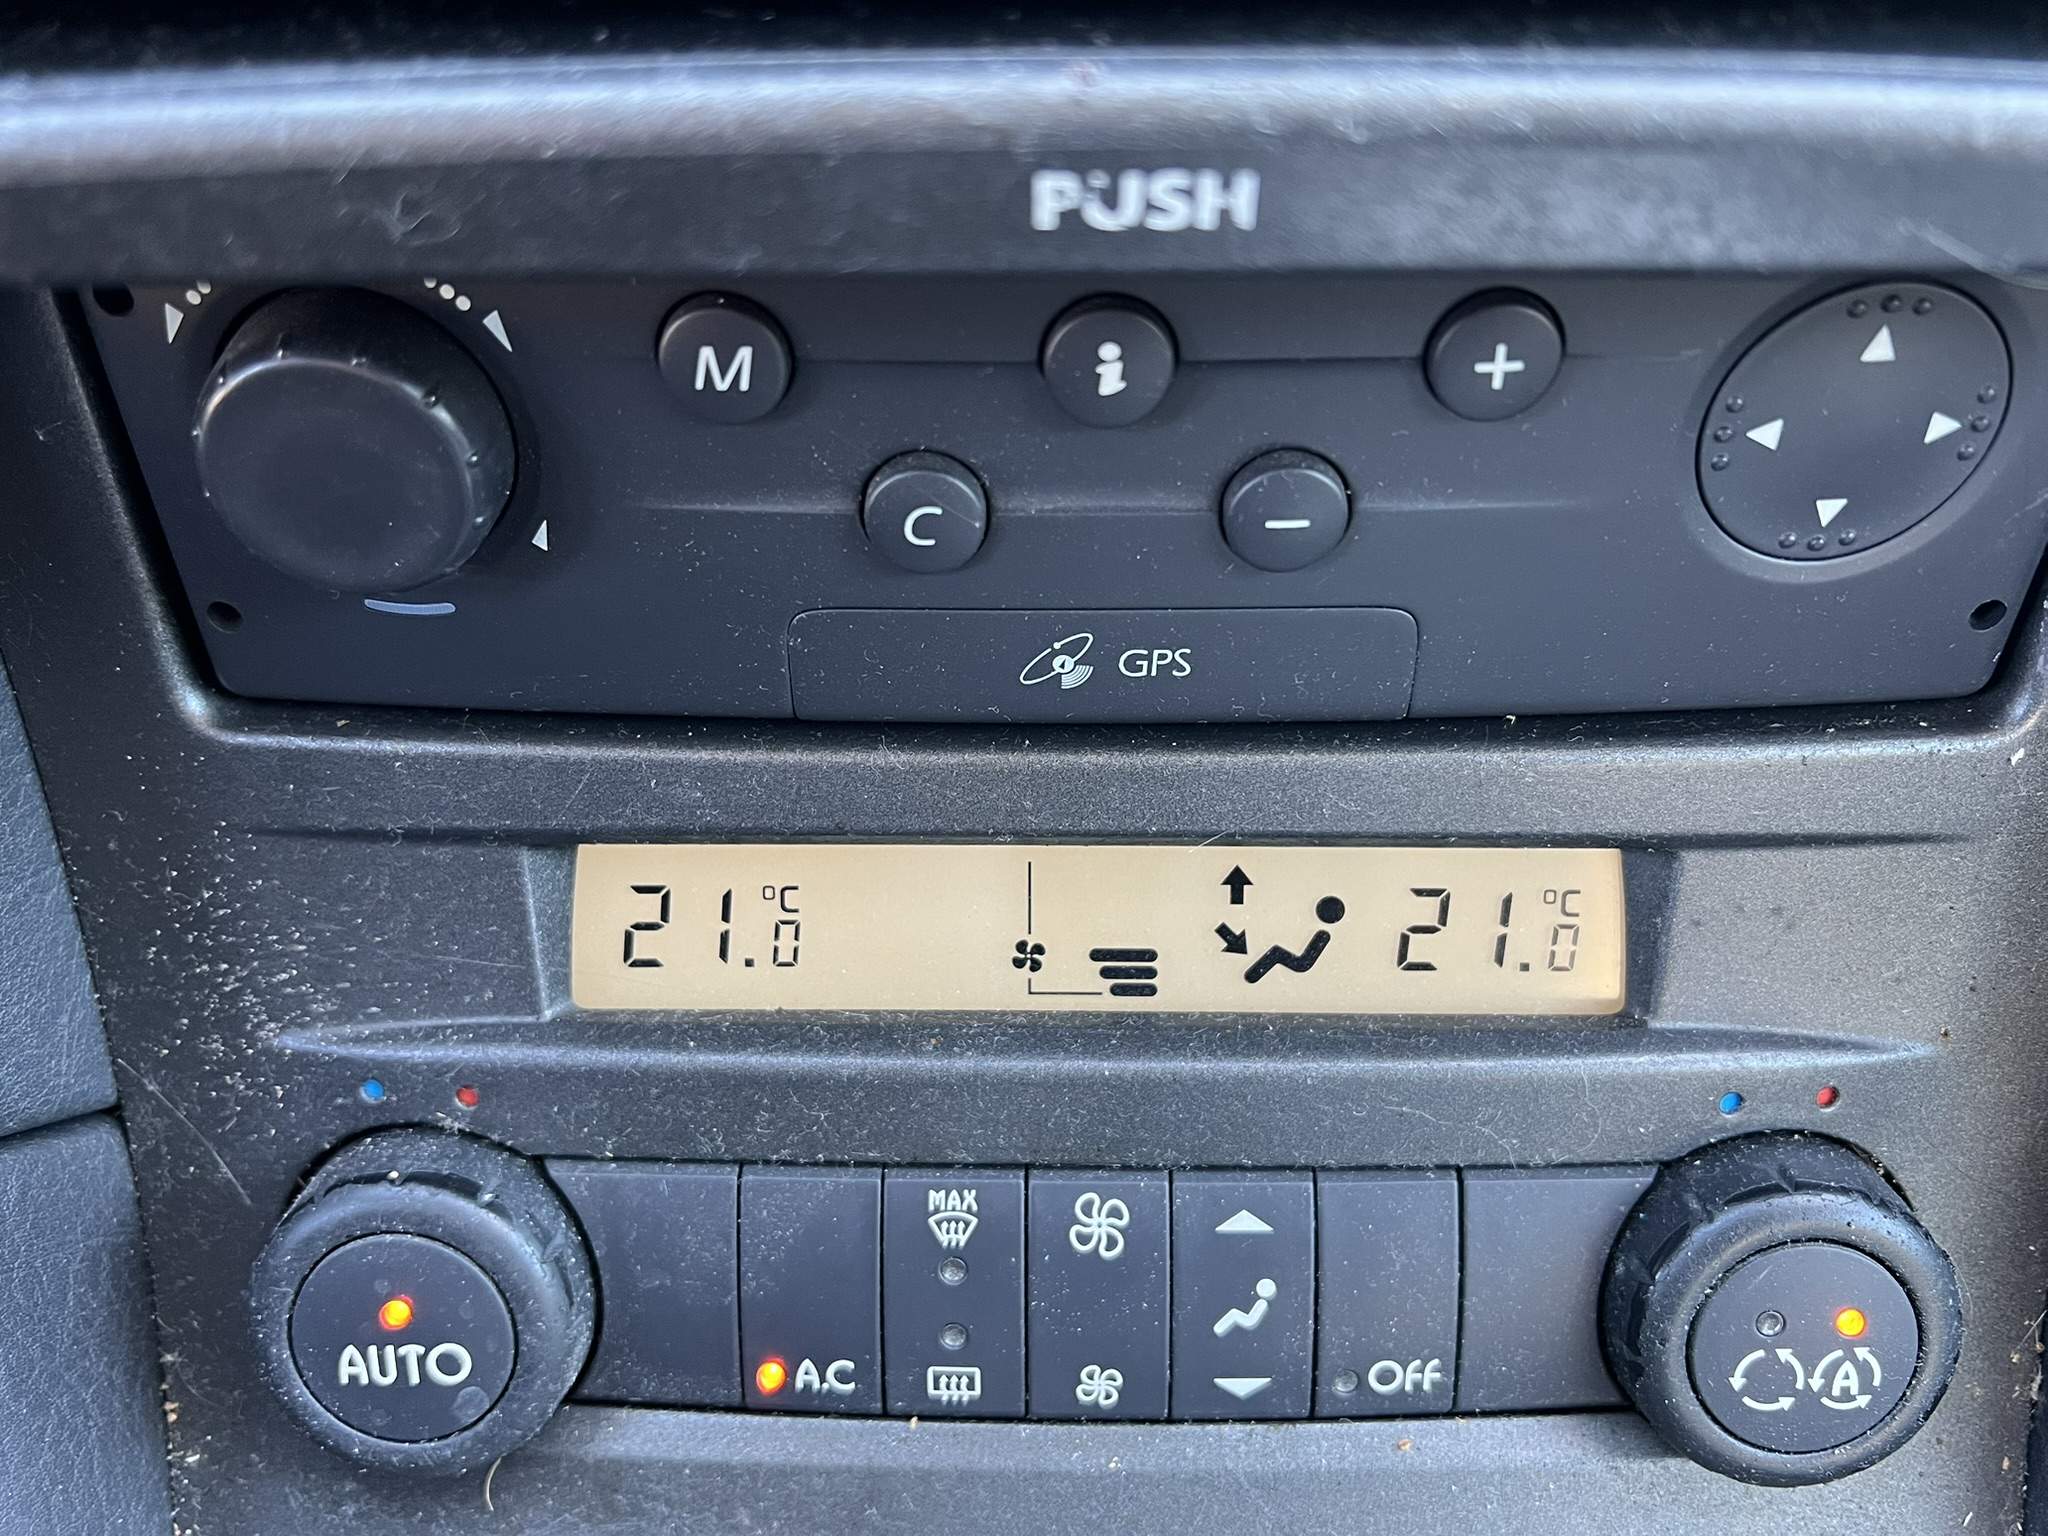 PUSH
M
i
+
C
−
GPS
21.0 °C
21.0 °C
MAX
AUTO
A.C
OFF
A